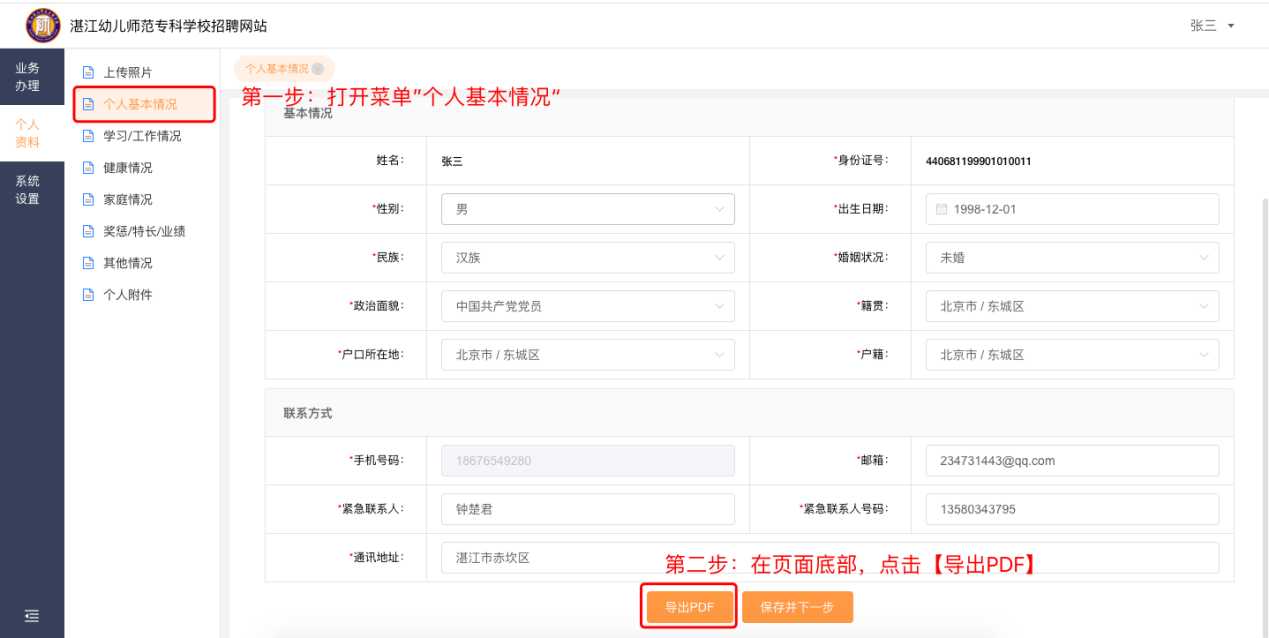 湛江幼儿师范专科学校招聘网站
张三
业务
办理
个人
资料
系统
设置
上传照片
个人基本情况
学习/工作情况
健康情况
家庭情况
奖惩/特长/业绩
其他情况
个人附件
个人基本情况
第一步：打开菜单”个人基本情况“
基本情况
姓名： 张三 *身份证号： 440681199901010011
*性别： 男 *出生日期： 1998-12-01
*民族： 汉族 *婚姻状况： 未婚
*政治面貌： 中国共产党党员 *籍贯： 北京市 / 东城区
*户口所在地： 北京市 / 东城区 *户籍： 北京市 / 东城区
联系方式
*手机号码： 18676549280 *邮箱： 234731443@qq.com
*紧急联系人： 钟楚君 *紧急联系人号码： 13580343795
*通讯地址： 湛江市赤坎区
第二步：在页面底部，点击【导出PDF】
导出PDF 保存并下一步